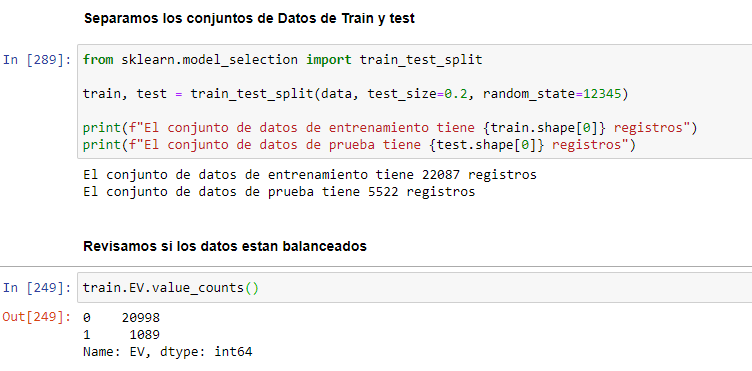 Separamos los conjuntos de Datos de Train y test
In [289]: from sklearn.model_selection import train_test_split
train, test = train_test_split(data, test_size=0.2, random_state=12345)
print(f"El conjunto de datos de entrenamiento tiene {train.shape[0]} registros")
print(f"El conjunto de datos de prueba tiene {test.shape[0]} registros")
El conjunto de datos de entrenamiento tiene 22087 registros
El conjunto de datos de prueba tiene 5522 registros
Revisamos si los datos estan balanceados
In [249]: train.EV.value_counts()
Out[249]: 0    20998
1     1089
Name: EV, dtype: int64